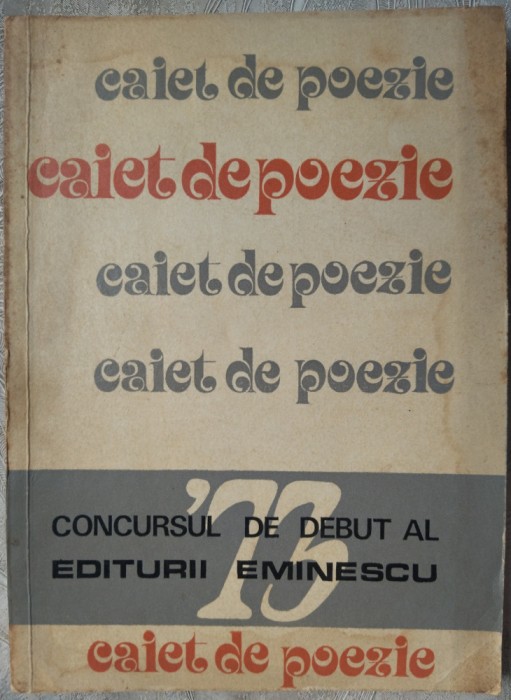 caiet de poezie
caiet de poezie
caiet de poezie
caiet de poezie
'73
CONCURSUL DE DEBUT AL
EDITURII EMINESCU
caiet de poezie